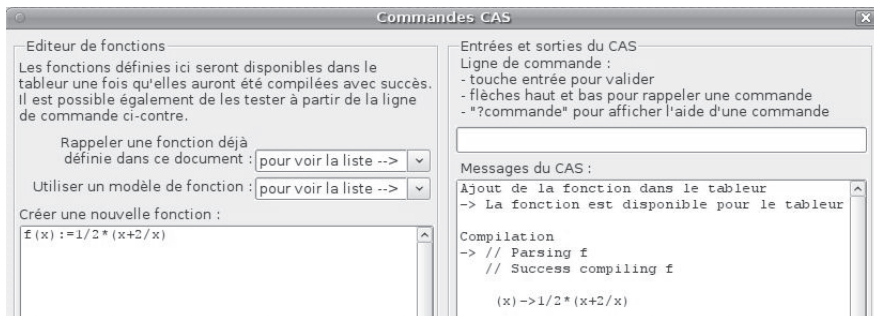 Commandes CAS
Editeur de fonctions
Les fonctions définies ici seront disponibles dans le
tableur une fois qu'elles auront été compilées avec succès.
Il est possible également de les tester à partir de la ligne
de commande ci-contre.
Rappeler une fonction déjà
définie dans ce document : pour voir la liste -->
Utiliser un modèle de fonction : pour voir la liste -->
Créer une nouvelle fonction :
f(x):=1/2*(x+2/x)
Entrées et sorties du CAS
Ligne de commande :
- touche entrée pour valider
- flèches haut et bas pour rappeler une commande
- "?commande" pour afficher l'aide d'une commande
Messages du CAS :
Ajout de la fonction dans le tableur
-> La fonction est disponible pour le tableur
Compilation
-> // Parsing f
// Success compiling f
(x)->1/2*(x+2/x)